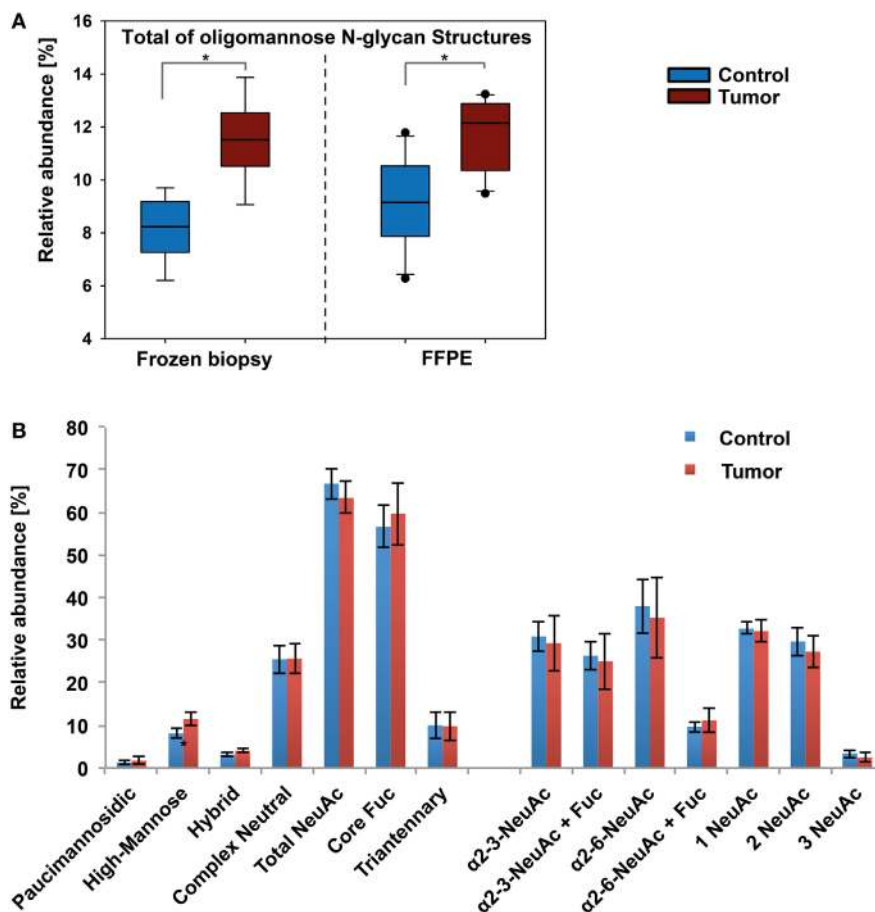 A
Total of oligomannose N-glycan Structures
*
*
Control
Tumor
Relative abundance [%]
16
14
12
10
8
6
4
Frozen biopsy
FFPE
B
Control
Tumor
Relative abundance [%]
80
70
60
50
40
30
20
10
0
*
Paucimannosidic
High-Mannose
Hybrid
Complex Neutral
Total NeuAc
Core Fuc
Triantennary
α2-3-NeuAc
α2-3-NeuAc + Fuc
α2-6-NeuAc
α2-6-NeuAc + Fuc
1 NeuAc
2 NeuAc
3 NeuAc